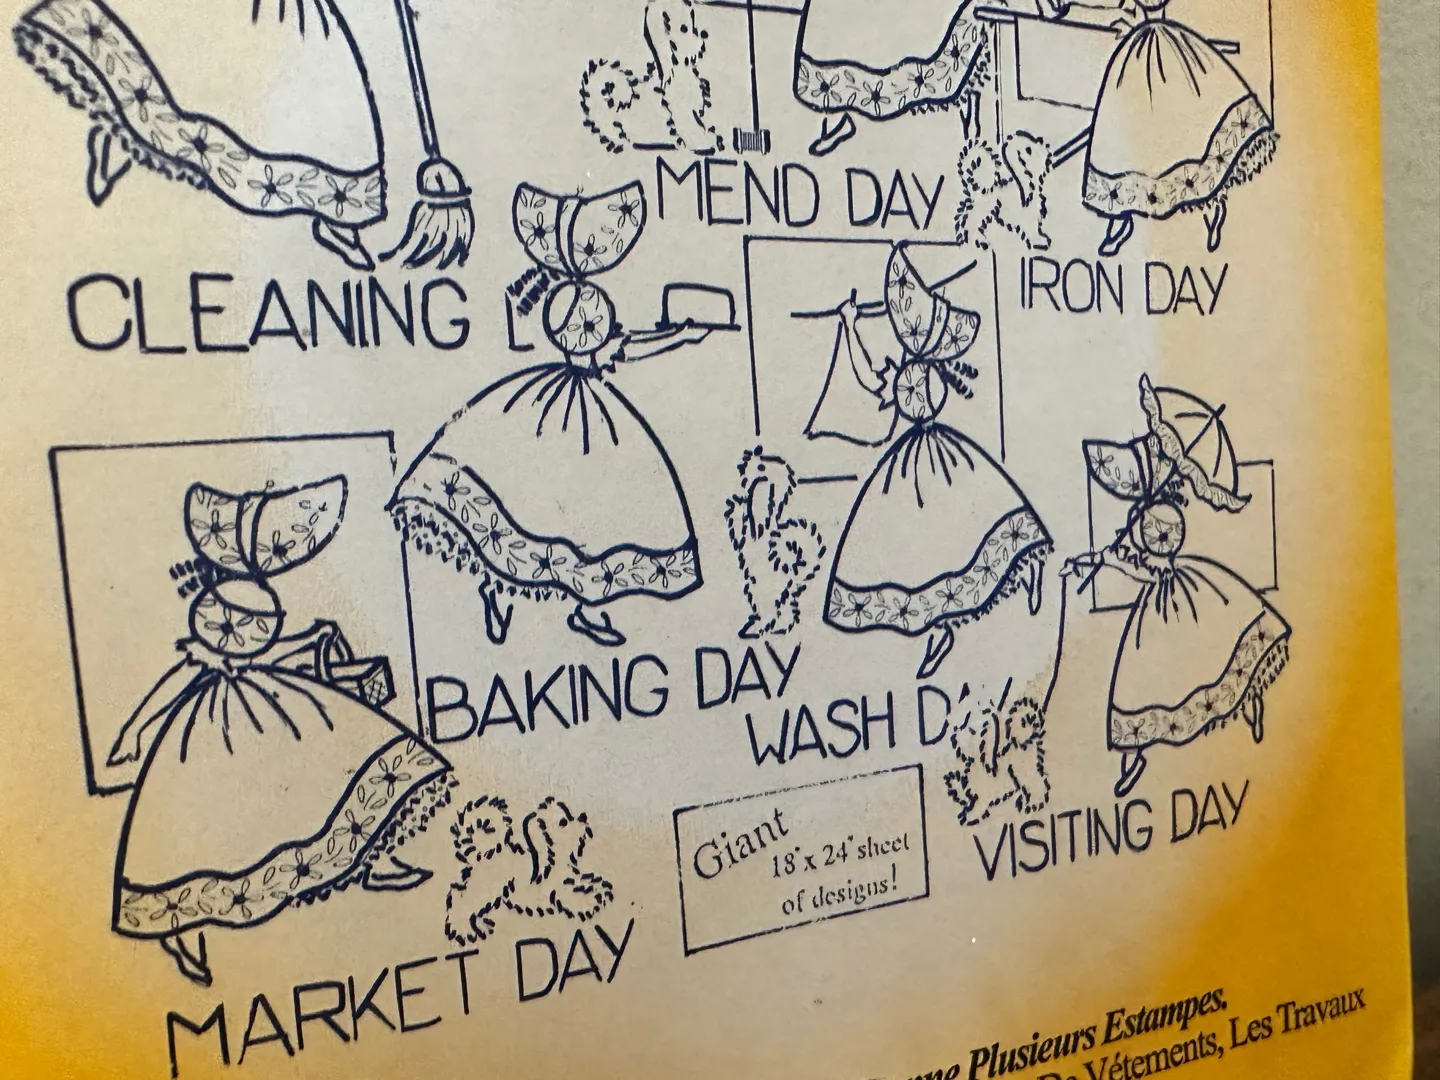 MEND DAY
IRON DAY
CLEANING
BAKING DAY
WASH
VISITING DAY
Giant
18"x 24" sheet
of designs!
MARKET DAY
Plusieurs Estampes.
De Vétements, Les Travaux